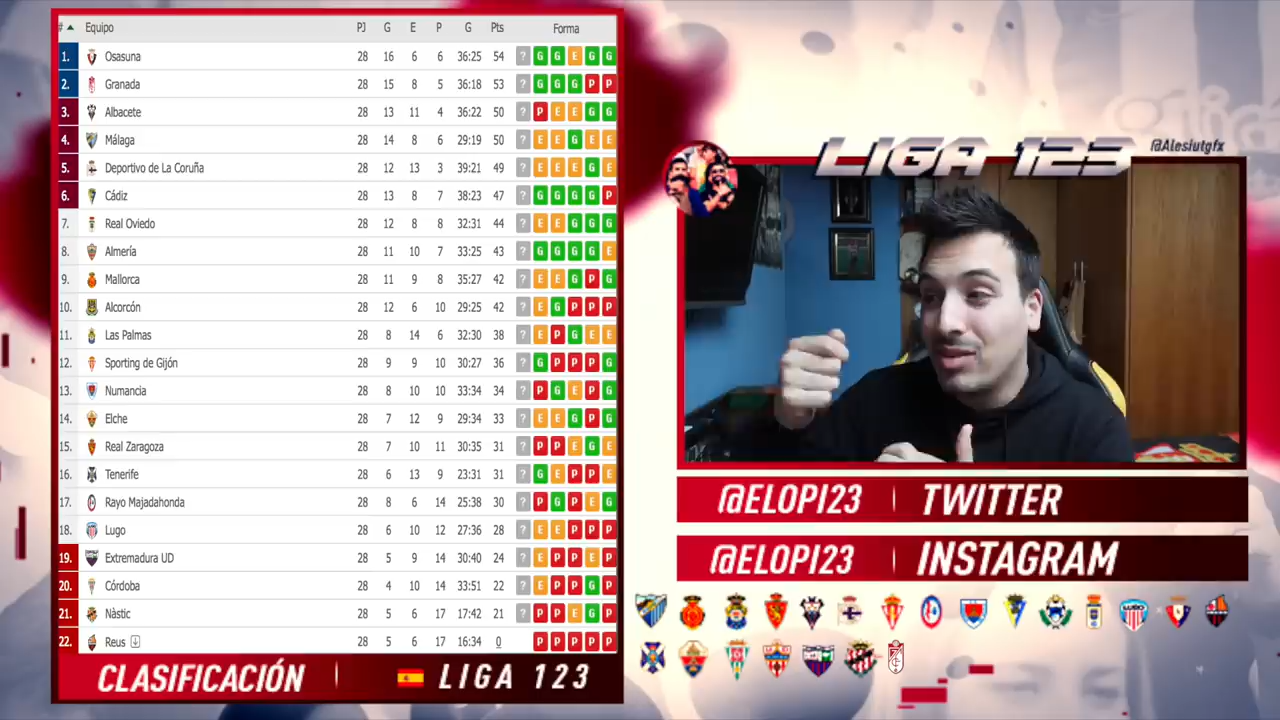 # Equipo PJ G E P G Pts Forma
1. Osasuna 28 16 6 6 36:25 54 ? G G E G G
2. Granada 28 15 8 5 36:18 53 ? G G G P P
3. Albacete 28 13 11 4 36:22 50 ? P E E G G
4. Málaga 28 14 8 6 29:19 50 ? E E G E E
5. Deportivo de La Coruña 28 12 13 3 39:21 49 ? E E E G E
6. Cádiz 28 13 8 7 38:23 47 ? G G G G P
7. Real Oviedo 28 12 8 8 32:31 44 ? E E G G G
8. Almería 28 11 10 7 33:25 43 ? G G G G E
9. Mallorca 28 11 9 8 35:27 42 ? E E G P G
10. Alcorcón 28 12 6 10 29:25 42 ? E G P P P
11. Las Palmas 28 8 14 6 32:30 38 ? E P G E E
12. Sporting de Gijón 28 9 9 10 30:27 36 ? G P P P G
13. Numancia 28 8 10 10 33:34 34 ? P G E P G
14. Elche 28 7 12 9 29:34 33 ? E E G P G
15. Real Zaragoza 28 7 10 11 30:35 31 ? P P E G E
16. Tenerife 28 6 13 9 23:31 31 ? G E P P E
17. Rayo Majadahonda 28 8 6 14 25:38 30 ? P G P E G
18. Lugo 28 6 10 12 27:36 28 ? E E P P P
19. Extremadura UD 28 5 9 14 30:40 24 ? E P P E P
20. Córdoba 28 4 10 14 33:51 22 ? E P P G P
21. Nàstic 28 5 6 17 17:42 21 ? P P E G P
22. Reus 28 5 6 17 16:34 0 P P P P P
CLASIFICACIÓN LIGA 123
LIGA 123
@Alesiutgfx
@ELOPI23 | TWITTER
@ELOPI23 | INSTAGRAM